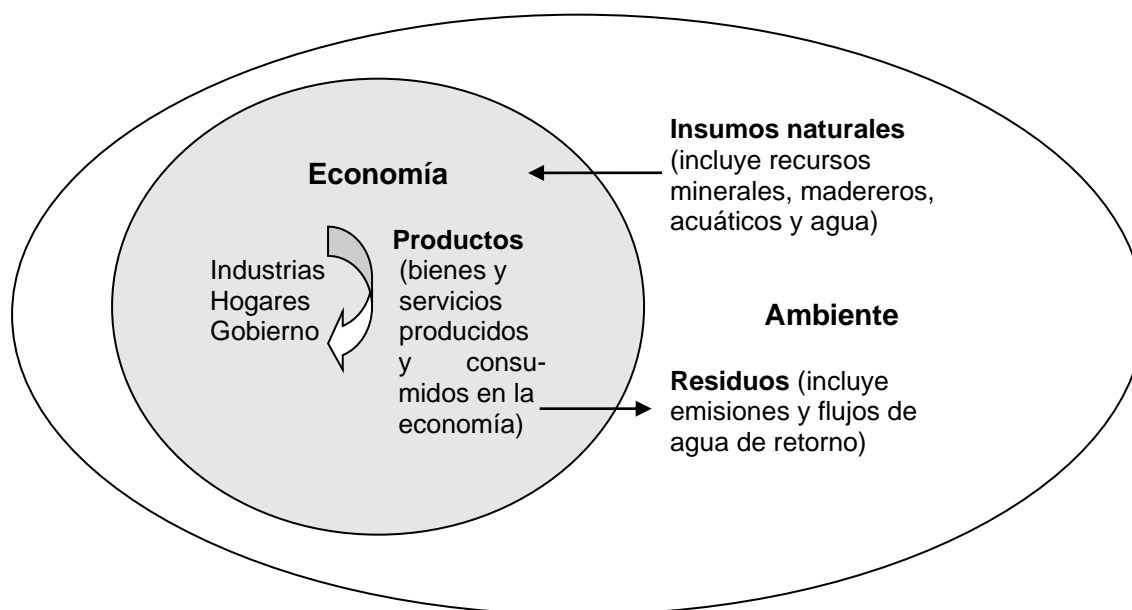 Economía
Industrias
Hogares
Gobierno
Productos
(bienes y
servicios
producidos
y consu-
midos en la
economía)
Insumos naturales
(incluye recursos
minerales, madereros,
acuáticos y agua)
Ambiente
Residuos (incluye
emisiones y flujos de
agua de retorno)